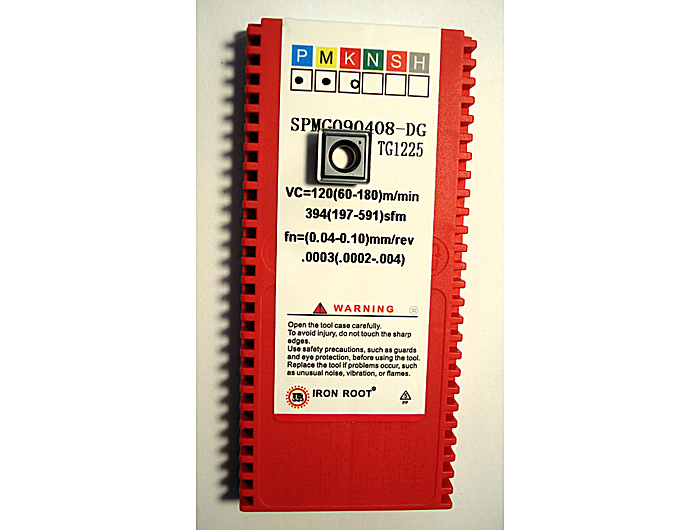 P M K N S H
SPMG090408-DG
TG1225
VC=120(60-180)m/min
394(197-591)sfm
fn=(0.04-0.10)mm/rev
.0003(.0002-.004)
WARNING
Open the tool case carefully.
To avoid injury, do not touch the sharp
edges.
Use safety precautions, such as guards
and eye protection, before using the tool.
Replace the tool if problems occur, such
as unusual noise, vibration, or flames.
IRON ROOT®
PP